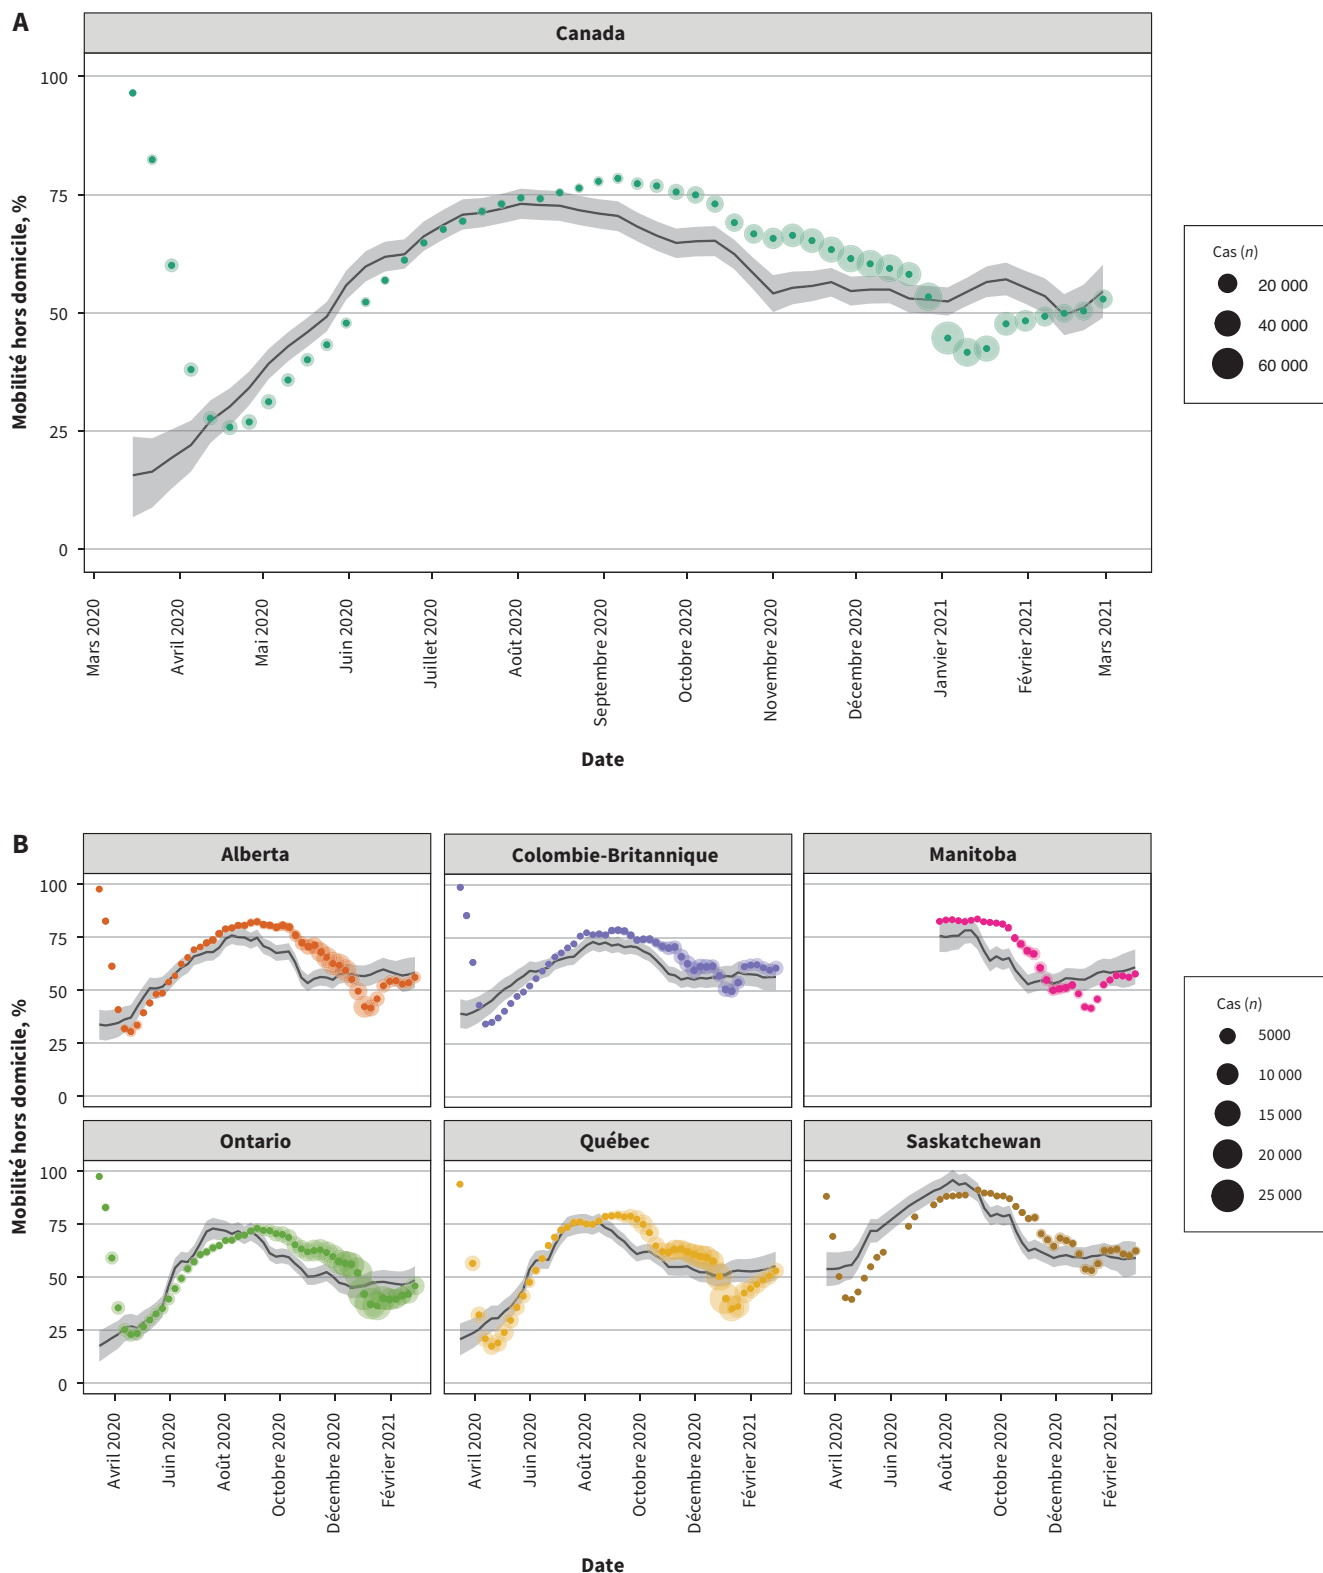 A
Canada
Mobilité hors domicile, %
100
75
50
25
0
Mars 2020
Avril 2020
Mai 2020
Juin 2020
Juillet 2020
Août 2020
Septembre 2020
Octobre 2020
Novembre 2020
Décembre 2020
Janvier 2021
Février 2021
Mars 2021
Date
Cas (n)
20 000
40 000
60 000
B
Alberta
Colombie-Britannique
Manitoba
Mobilité hors domicile, %
100
75
50
25
0
Ontario
Québec
Saskatchewan
100
75
50
25
0
Avril 2020
Juin 2020
Août 2020
Octobre 2020
Décembre 2020
Février 2021
Avril 2020
Juin 2020
Août 2020
Octobre 2020
Décembre 2020
Février 2021
Avril 2020
Juin 2020
Août 2020
Octobre 2020
Décembre 2020
Février 2021
Date
Cas (n)
5000
10 000
15 000
20 000
25 000